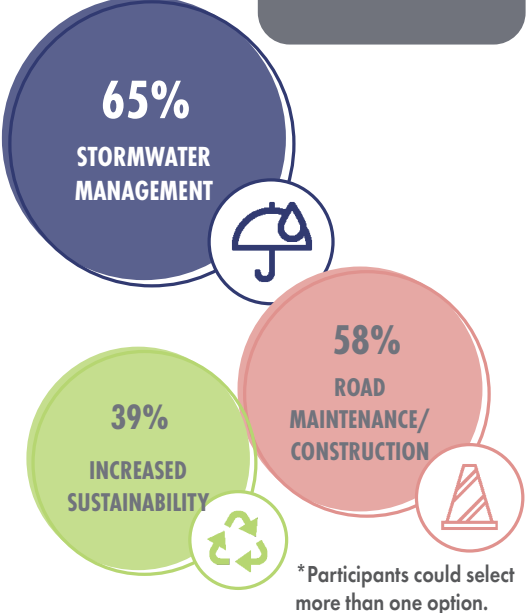 65%
STORMWATER
MANAGEMENT
58%
ROAD
MAINTENANCE/
CONSTRUCTION
39%
INCREASED
SUSTAINABILITY
*Participants could select
more than one option.